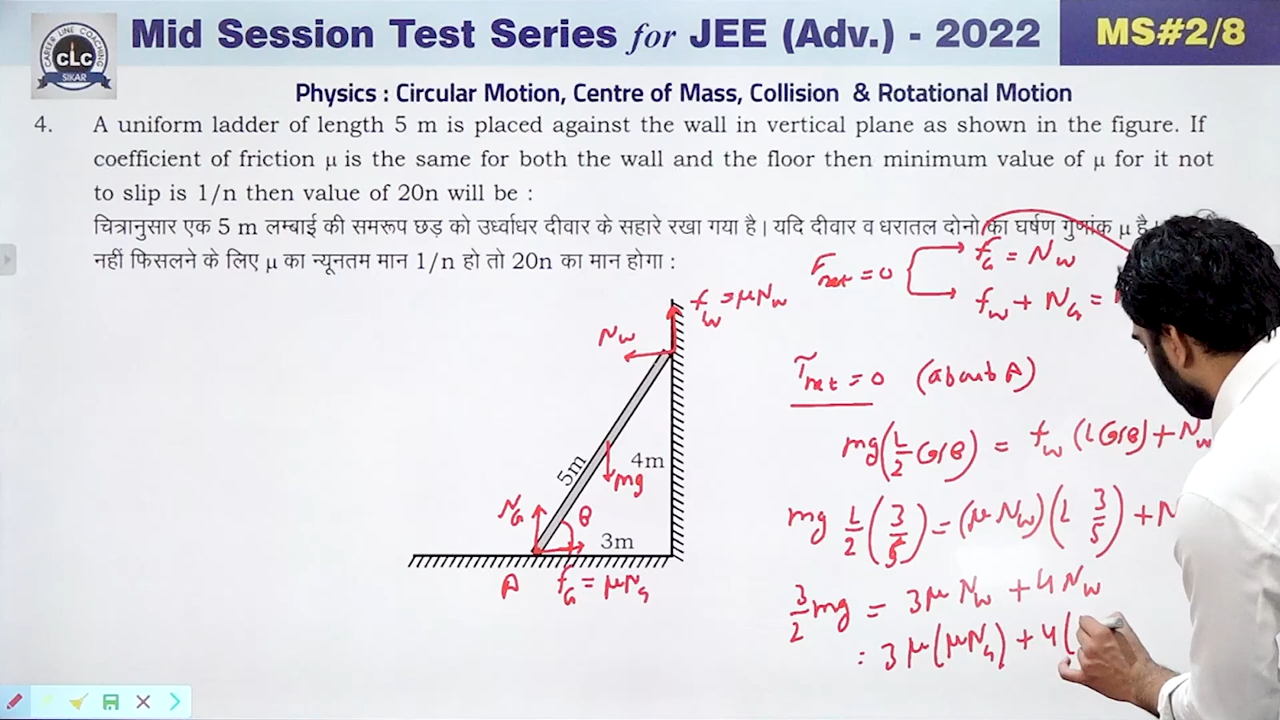 CAREER LINE COACHING
CLC
SIKAR
Mid Session Test Series for JEE (Adv.) - 2022
MS#2/8
Physics : Circular Motion, Centre of Mass, Collision & Rotational Motion
4. A uniform ladder of length 5 m is placed against the wall in vertical plane as shown in the figure. If
coefficient of friction μ is the same for both the wall and the floor then minimum value of μ for it not
to slip is 1/n then value of 20n will be :
चित्रानुसार एक 5 m लम्बाई की समरूप छड़ को उर्ध्वाधर दीवार के सहारे रखा गया है। यदि दीवार व धरातल दोनो का घर्षण गुणांक μ है।
नहीं फिसलने के लिए μ का न्यूनतम मान 1/n हो तो 20n का मान होगा :
F_net = 0
f_G = N_w
f_w + N_G =
f_w = μN_w
N_w
τ_net = 0 (about A)
mg(L/2 cosθ) = f_w (L cosθ) + N_w
5m
4m
mg
N_G
θ
mg L/2 (3/5) = (μ N_w)(L 3/5) + N
3m
A
f_G = μN_G
3/2 mg = 3μ N_w + 4 N_w
= 3μ(μN_G) + 4(